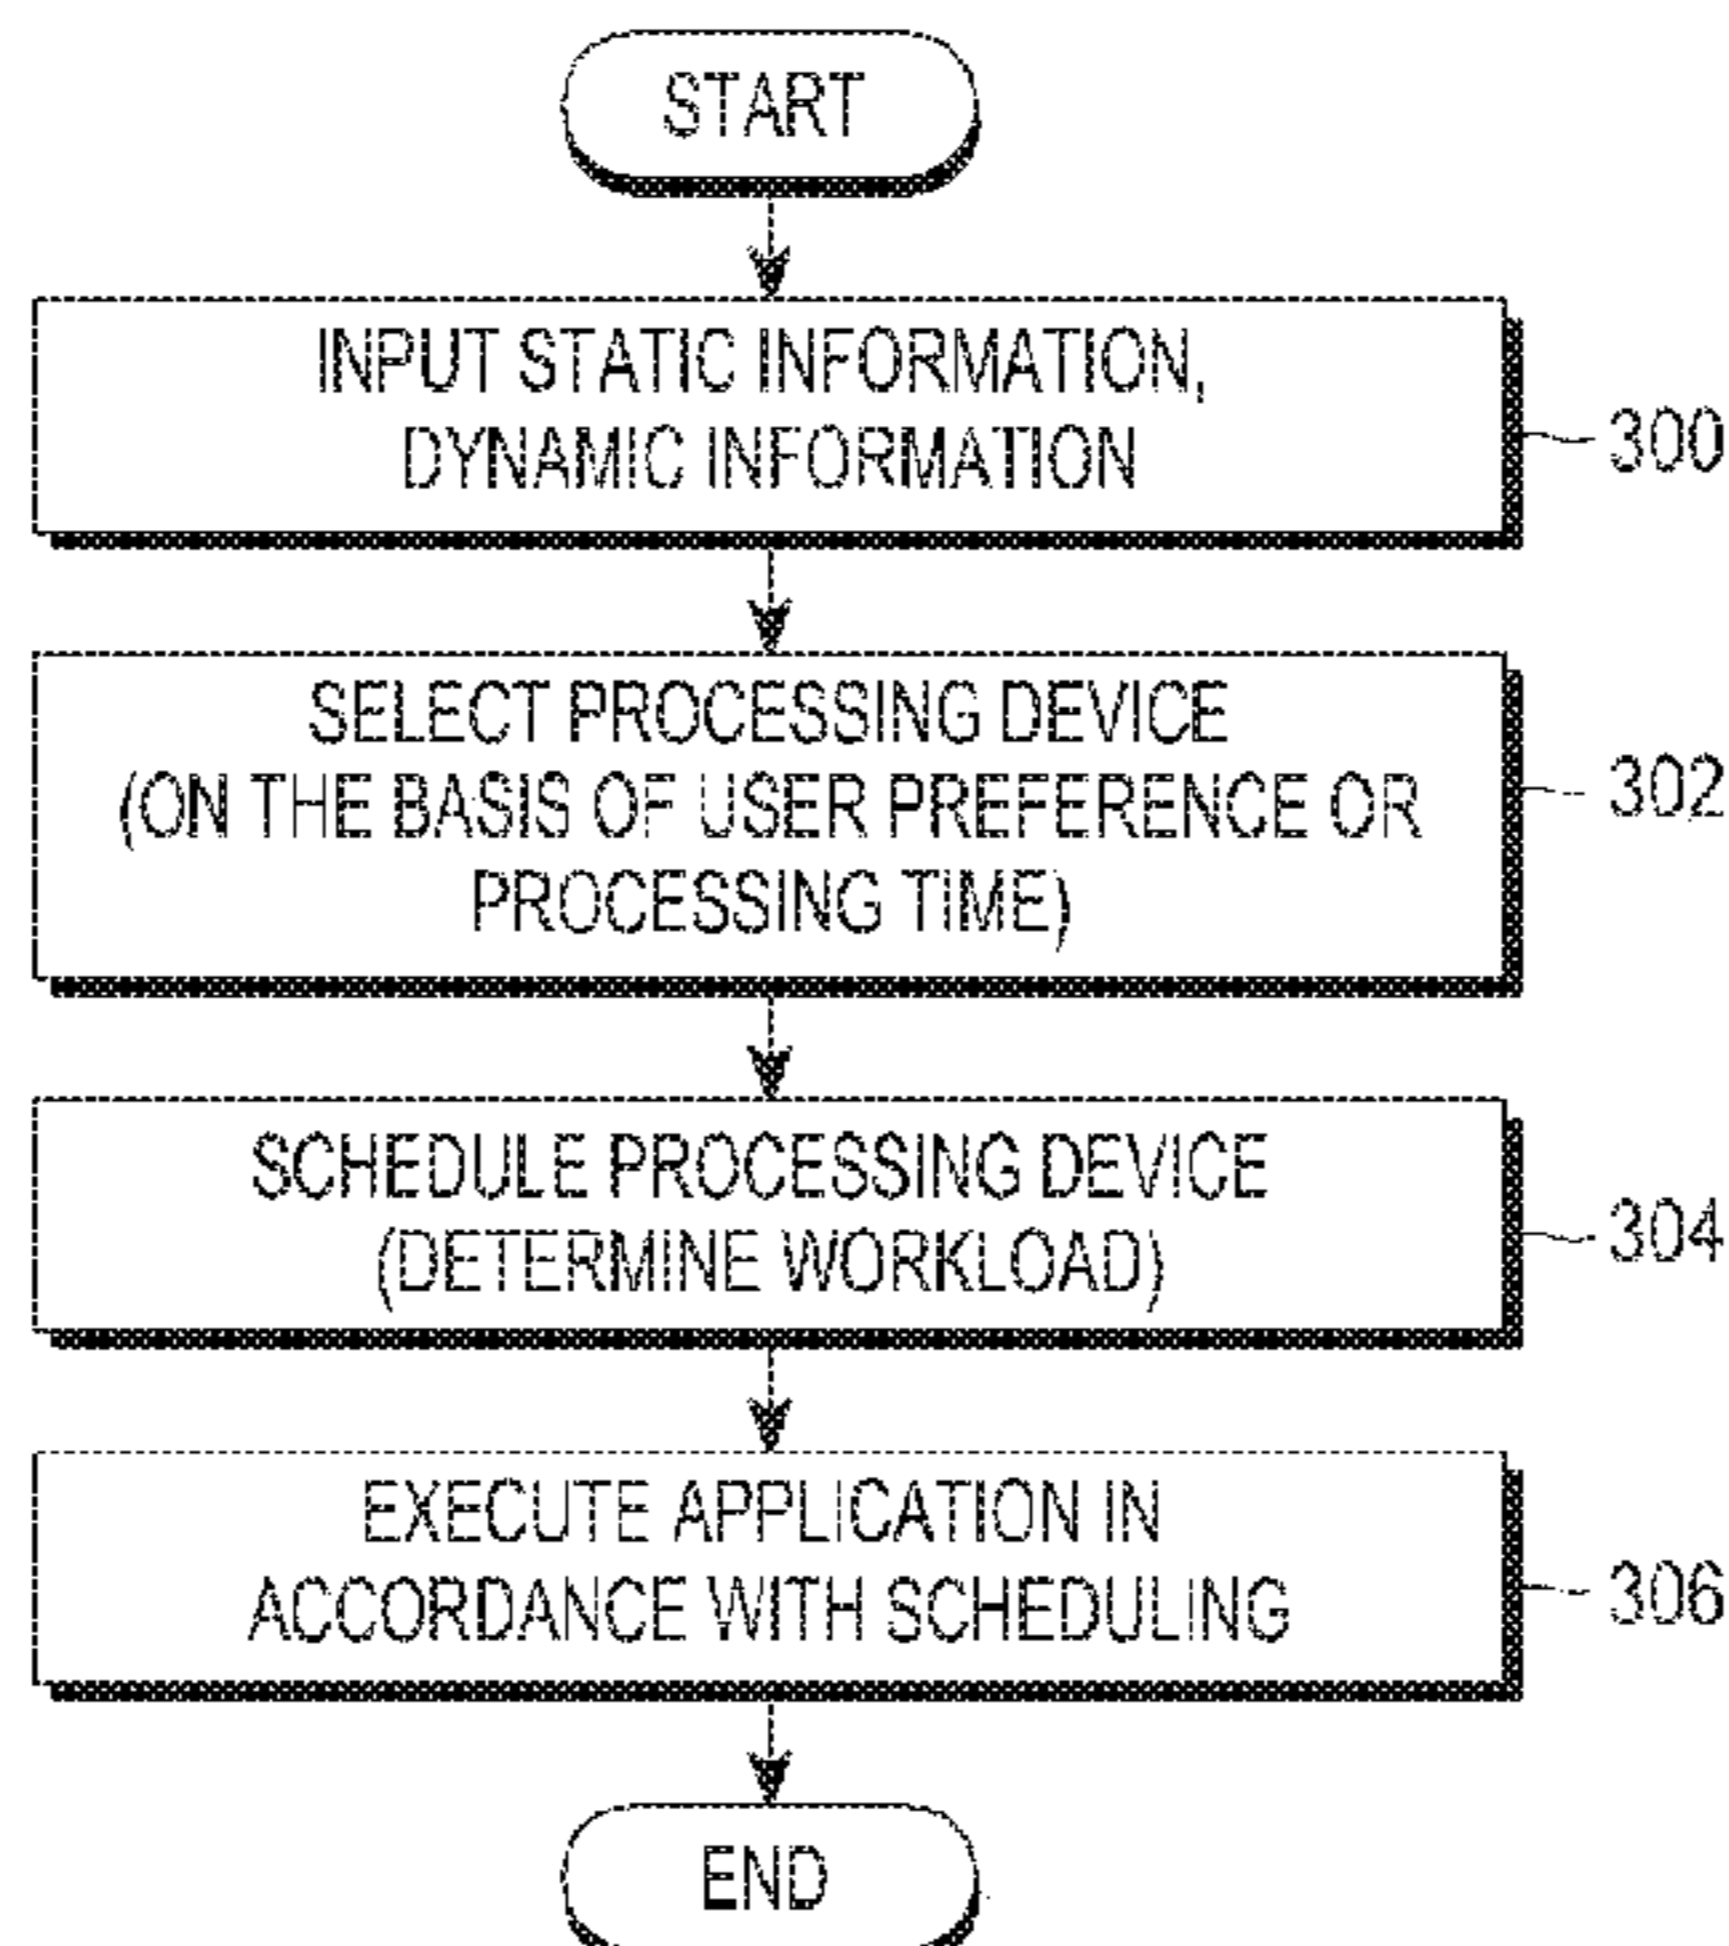 START
INPUT STATIC INFORMATION,
DYNAMIC INFORMATION
300
SELECT PROCESSING DEVICE
(ON THE BASIS OF USER PREFERENCE OR
PROCESSING TIME)
302
SCHEDULE PROCESSING DEVICE
(DETERMINE WORKLOAD)
304
EXECUTE APPLICATION IN
ACCORDANCE WITH SCHEDULING
306
END